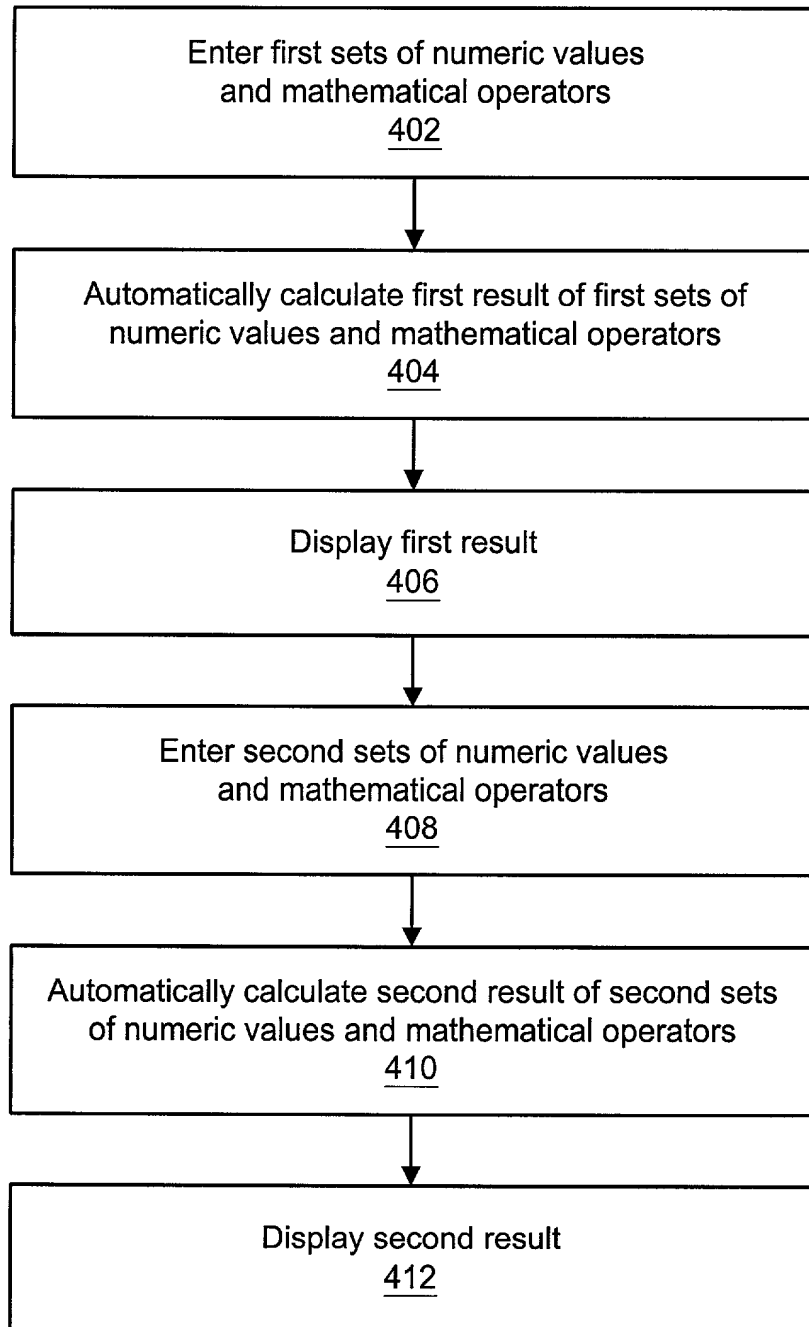 Enter first sets of numeric values
and mathematical operators
402
Automatically calculate first result of first sets of
numeric values and mathematical operators
404
Display first result
406
Enter second sets of numeric values
and mathematical operators
408
Automatically calculate second result of second sets
of numeric values and mathematical operators
410
Display second result
412